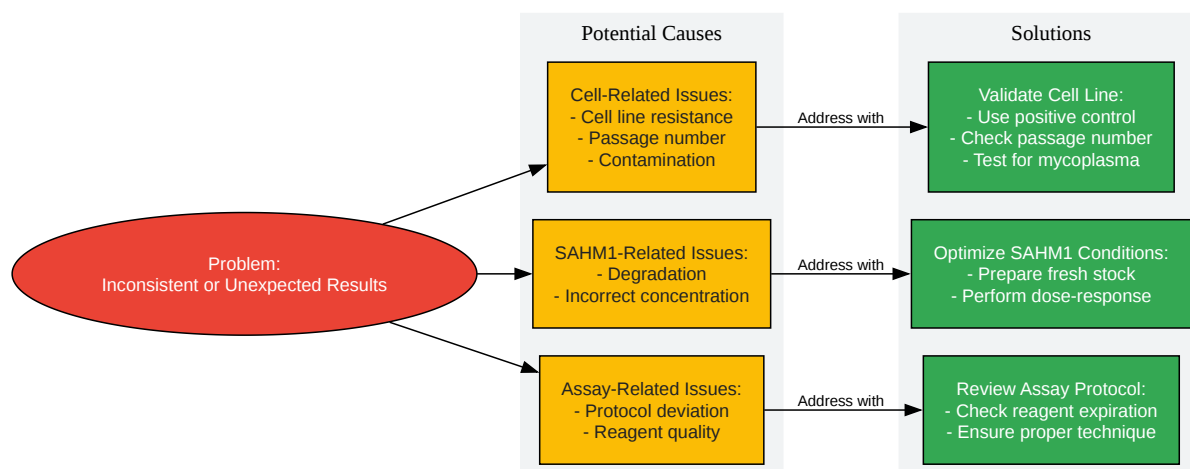 Potential Causes
Solutions
Cell-Related Issues:
- Cell line resistance
- Passage number
- Contamination
Address with
Validate Cell Line:
- Use positive control
- Check passage number
- Test for mycoplasma
Problem:
Inconsistent or Unexpected Results
SAHM1-Related Issues:
- Degradation
- Incorrect concentration
Address with
Optimize SAHM1 Conditions:
- Prepare fresh stock
- Perform dose-response
Assay-Related Issues:
- Protocol deviation
- Reagent quality
Address with
Review Assay Protocol:
- Check reagent expiration
- Ensure proper technique